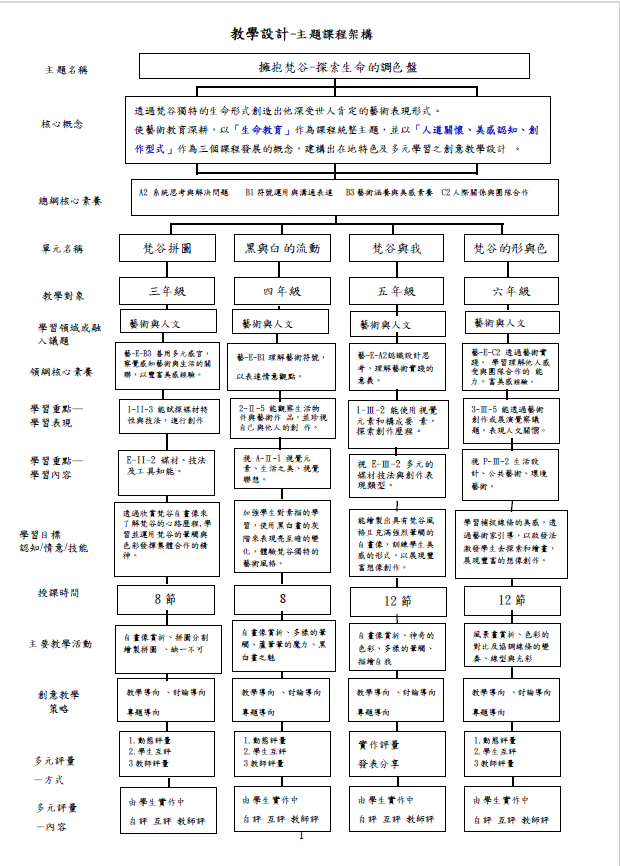 教學設計-主題課程架構
主題名稱
擁抱梵谷-探索生命的調色盤
核心概念
透過梵谷獨特的生命形式創造出他深受世人肯定的藝術表現形式。
使藝術教育深耕，以「生命教育」作為課程統整主題，並以「人道關懷、美感認知、創
作型式」作為三個課程發展的概念，建構出在地特色及多元學習之創意教學設計 。
總綱核心素養
A2 系統思考與解決問題 B1 符號運用與溝通表達 B3 藝術涵養與美感素養 C2 人際關係與團隊合作
單元名稱
梵谷拼圖
黑與白的流動
梵谷與我
梵谷的形與色
教學對象
三年級
四年級
五年級
六年級
學習領域或融
入議題
藝術與人文
藝術與人文
藝術與人文
藝術與人文
領綱核心素養
藝-E-B3 善用多元感官，
察覺感知藝術與生活的關
聯，以豐富美感經驗。
藝-E-B1 理解藝術符號，
以表達情意觀點。
藝-E-A2認識設計思
考，理解藝術實踐的
意義。
藝-E-C2 透過藝術實
踐， 學習理解他人感
受與團隊合作的 能
力。富美感經驗。
學習重點—
學習表現
1-II-3 能試探媒材特
性與技法，進行創作
2-Ⅱ-5 能觀察生活物
件與藝術作 品，並珍視
自己與他人的創 作。
1-Ⅲ-2 能使用視覺
元素和構成要 素，
探索創作歷程。
3-Ⅲ-5 能透過藝術
創作或展演覺察議
題，表現人文關懷。
學習重點—
學習內容
E-II-2 媒材、技法
及工具知能。
視 A-Ⅱ-1 視覺元
素、生活之美、視覺
聯想。
視 E-Ⅲ-2 多元的
媒材技法與創作表
現類型。
視 P-Ⅲ-2 生活設
計、公共藝術、環境
藝術。
學習目標
認知/情意/技能
透過欣賞梵谷自畫像來
了解梵谷的心路歷程,學
習並運用梵谷的筆觸與
色彩發揮集體合作的精
神。
加強學生對素描的學
習，使用黑白畫的灰
階來表現亮至暗的變
化，體驗梵谷獨特的
藝術風格。
能繪製出具有梵谷風
格且充滿強烈筆觸的
自畫像，訓練學生美
感的形式，以展現豐
富想像創作。
學習捕捉線條的美感，透
過藝術家引導，以啟發法
激發學生去探索和繪畫，
展現豐富的想像創作。
授課時間
8 節
8
12 節
12 節
主要教學活動
自畫像賞析、拼圖分割
繪製拼圖 、缺一不可
自畫像賞析、多樣的筆
觸、蘆葦筆的魔力、黑
白畫之魅
自畫像賞析、神奇的
色彩、多樣的筆觸、
描繪自我
風景畫賞析、色彩的
對比及協調線條的變
奏、線型與光彩
創意教學
策略
教學導向 、討論導向
專題導向
教學導向 、討論導向
專題導向
教學導向 、討論導向
專題導向
教學導向 、討論導向
專題導向
多元評量
—方式
1.動態評量
2.學生互評
3 教師評量
1.動態評量
2.學生互評
3 教師評量
實作評量
發表分享
1.動態評量
2.學生互評
3 教師評量
多元評量
—內容
由學生實作中
自評 互評 教師評
由學生實作中
自評 互評 教師評
由學生實作中
自評 互評 教師評
由學生實作中
自評 互評 教師評
1